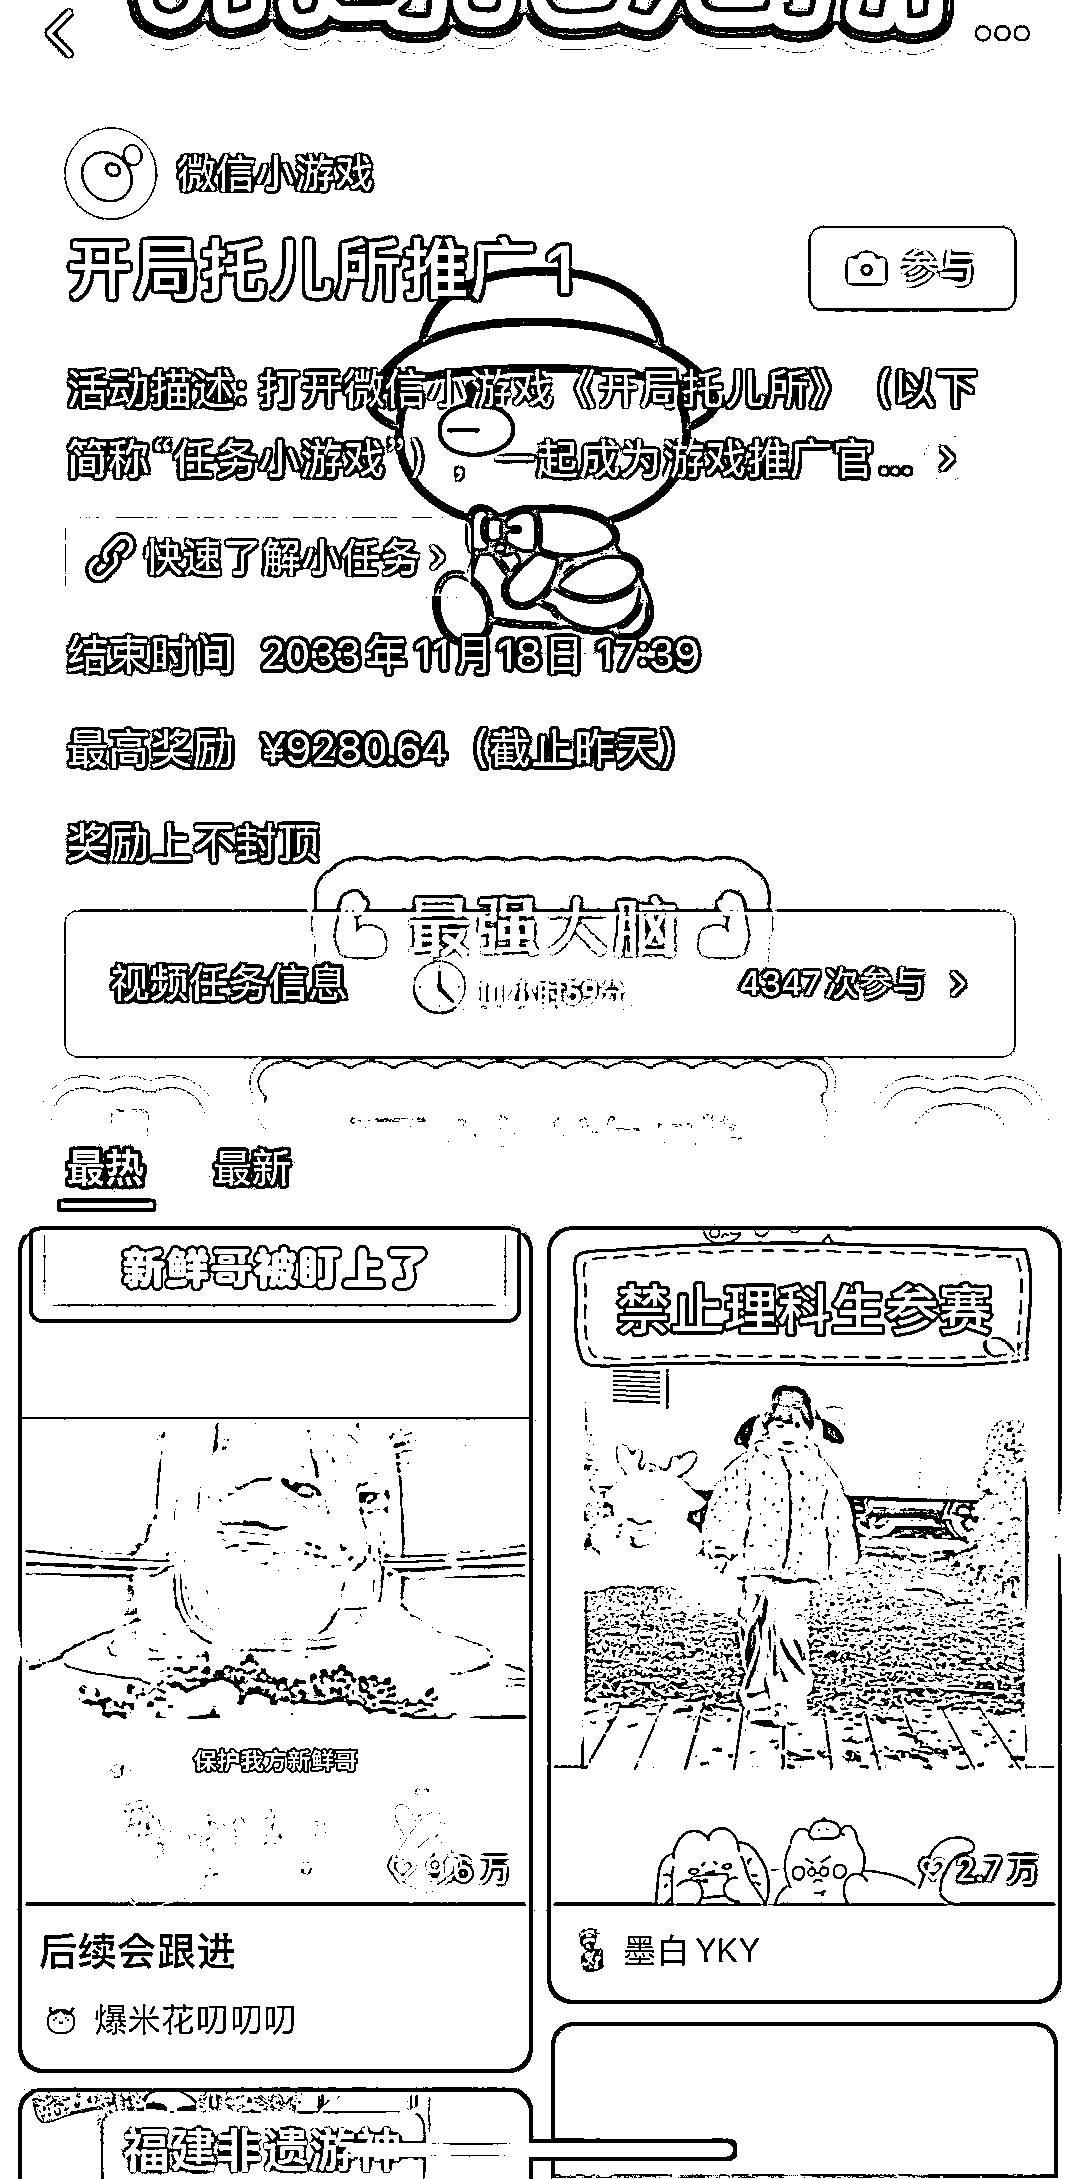 微信小游戏
开局托儿所推广1
参与
活动描述: 打开微信小游戏《开局托儿所》（以下
简称“任务小游戏”），一起成为游戏推广官... >
快速了解小任务 >
结束时间 2033年11月18日 17:39
最高奖励 ¥9280.64（截止昨天）
奖励上不封顶
最强大脑
视频任务信息
4347次参与 >
最热 最新
新鲜哥被盯上了
保护我方新鲜哥
后续会跟进
爆米花叨叨叨
禁止理科生参赛
2.7万
墨白 YKY
福建非遗游神